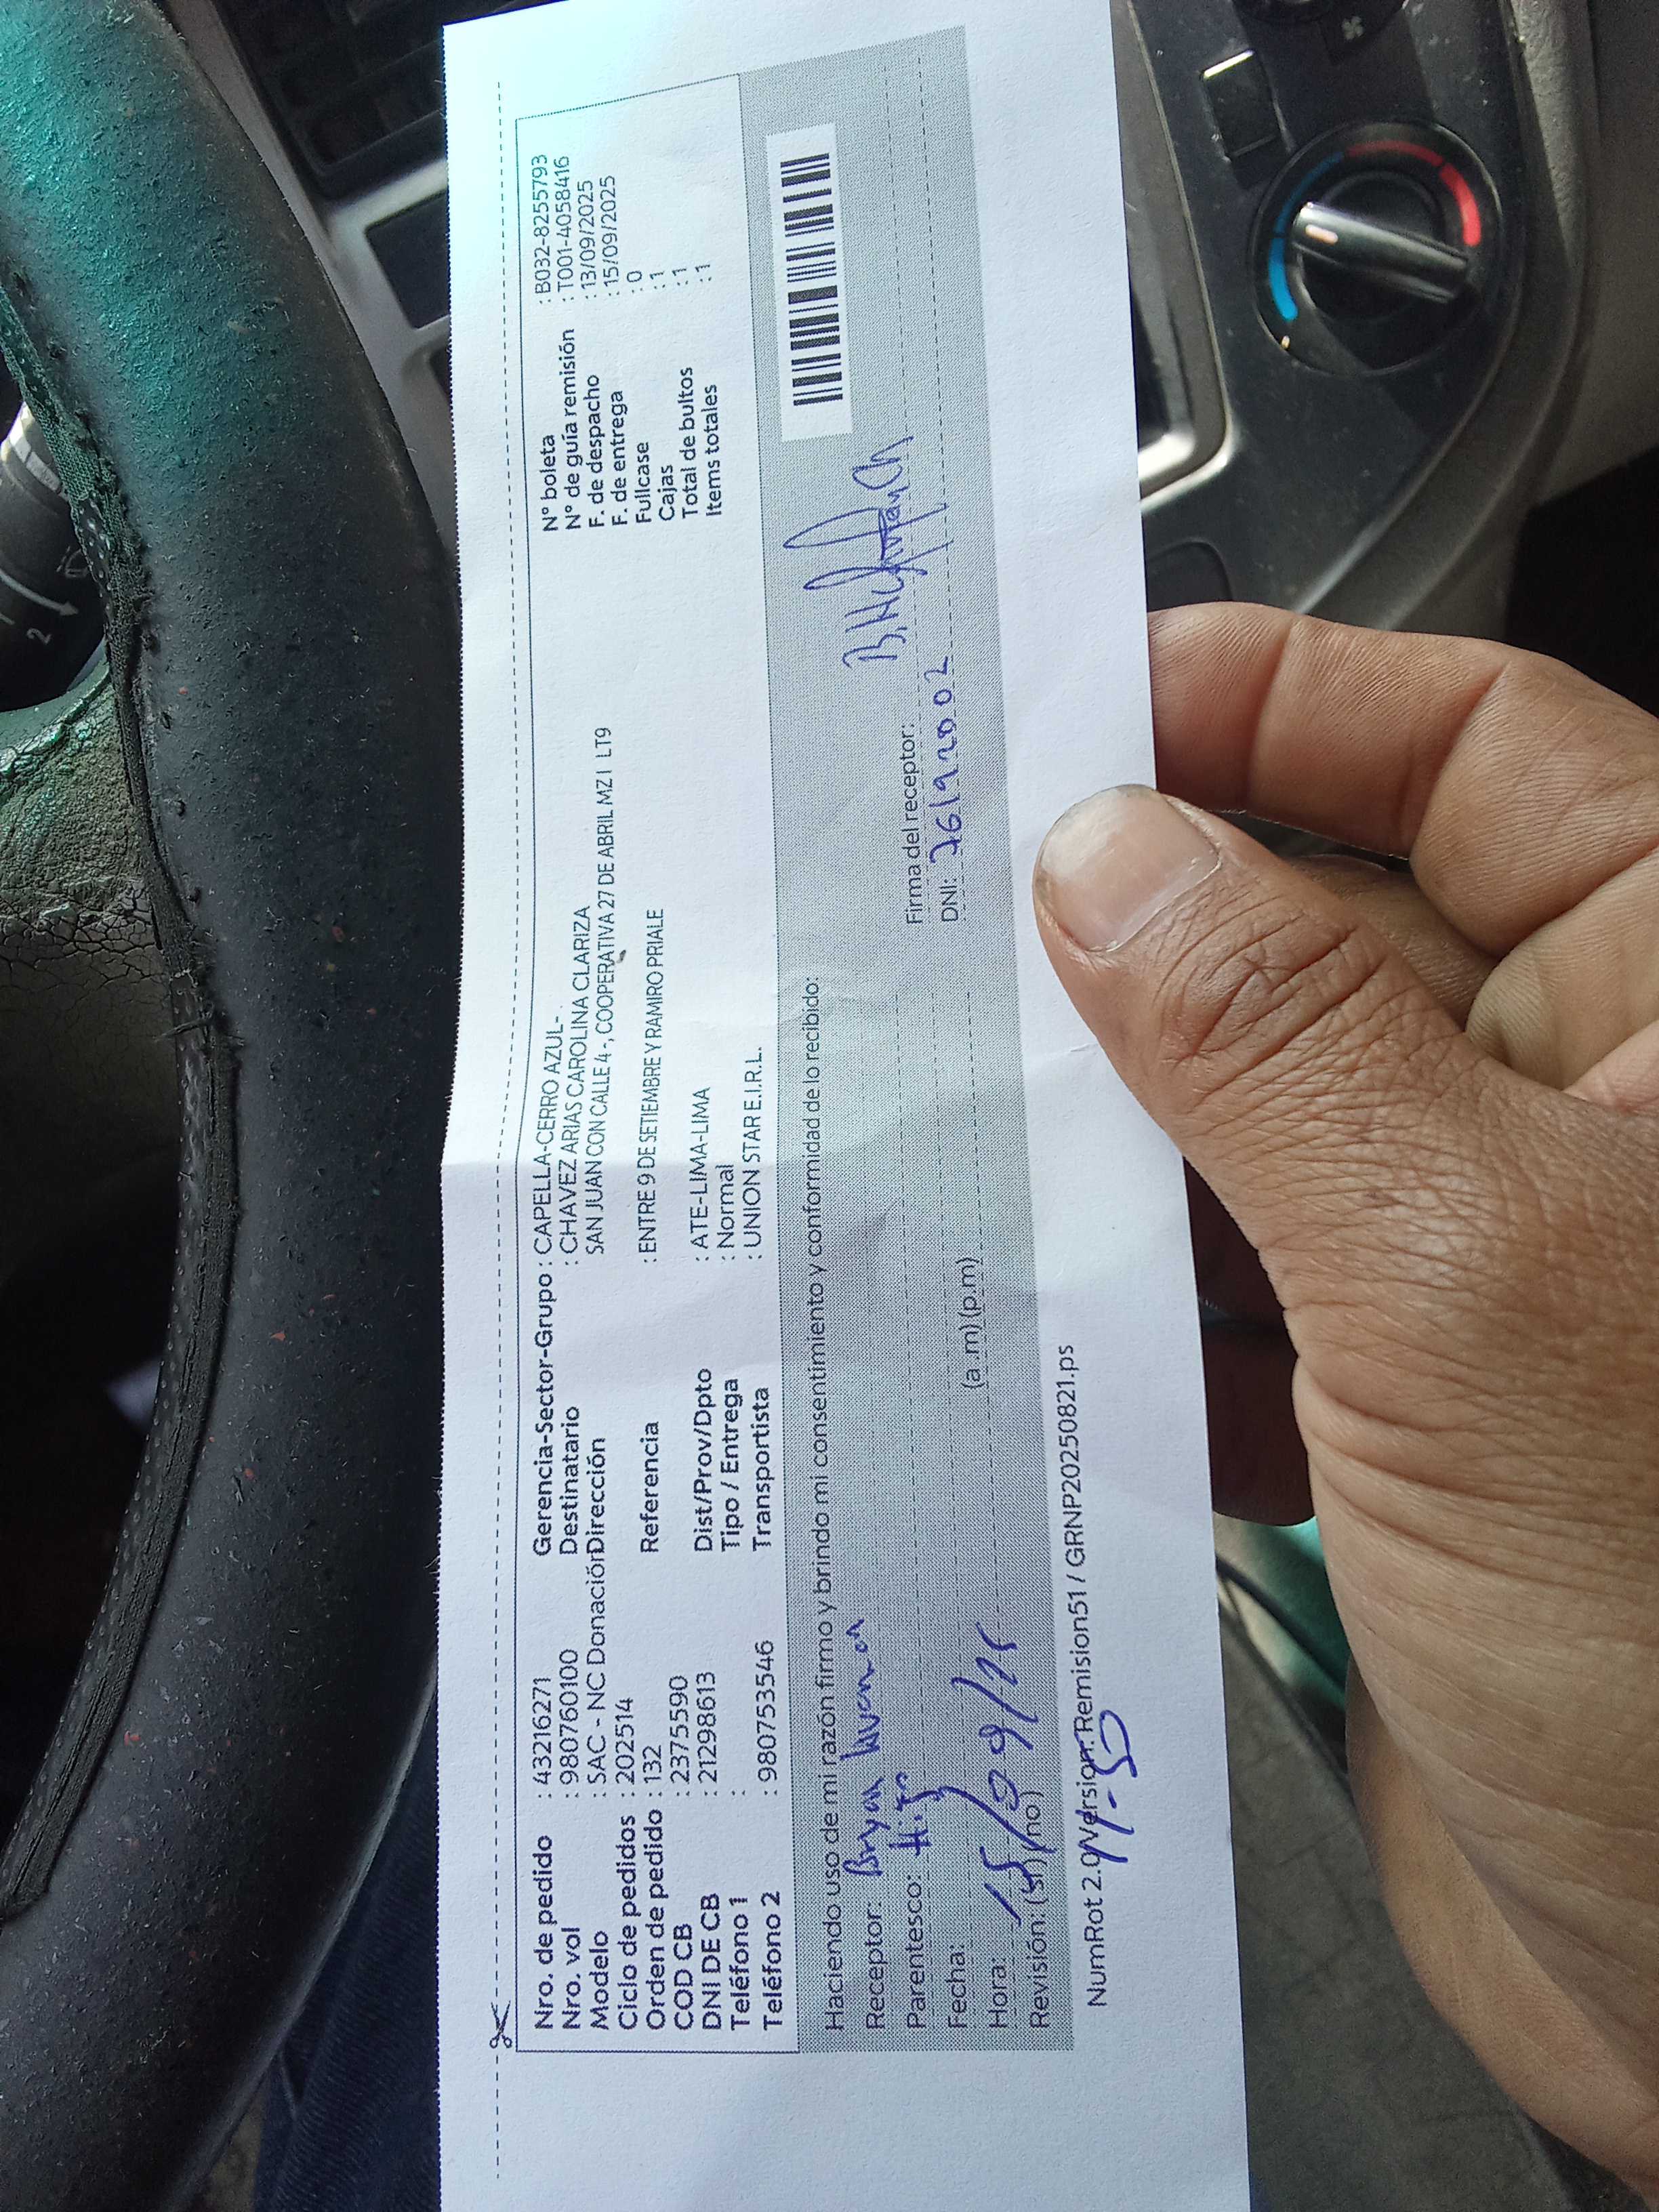 Nro. de pedido : 43216271 Gerencia-Sector-Grupo : CAPELLA-CERRO AZUL- N° boleta : B032-8255793
Nro. vol : 980760100 Destinatario : CHAVEZ ARIAS CAROLINA CLARIZA N° de guía remisión : T001-4058416
Modelo : SAC - NC Donación Dirección SAN JUAN CON CALLE 4 -, COOPERATIVA 27 DE ABRIL MZ I LT9 F. de despacho : 13/09/2025
Ciclo de pedidos : 202514 F. de entrega : 15/09/2025
Orden de pedido : 132 Referencia : ENTRE 9 DE SETIEMBRE Y RAMIRO PRIALE Fullcase : 0
COD CB : 2375590 Cajas : 1
DNI DE CB : 21298613 Dist/Prov/Dpto : ATE-LIMA-LIMA Total de bultos : 1
Teléfono 1 : Tipo / Entrega : Normal Items totales : 1
Teléfono 2 : 980753546 Transportista : UNION STAR E.I.R.L.
Haciendo uso de mi razón firmo y brindo mi consentimiento y conformidad de lo recibido:
Receptor: Bryan
Parentesco: Hijo Firma del receptor:
Fecha: 15/09/25 DNI: 76192002
Hora: (a.m) (p.m)
Revisión: (si) (no)
NumRot 2.0 / Version: Remision51 / GRNP20250821.ps